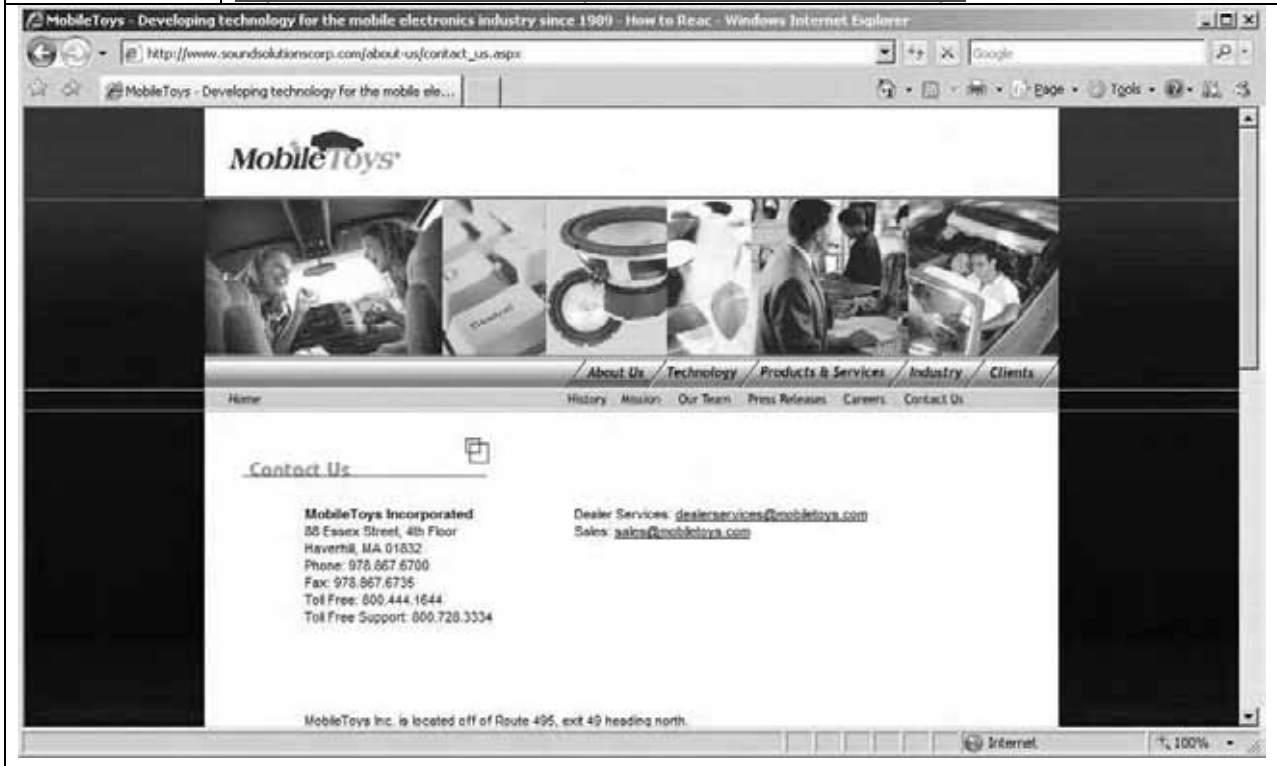 MobileToys - Developing technology for the mobile electronics industry since 1989 - How to Reac - Windows Internet Explorer
http://www.soundsolutionscorp.com/about-us/contact_us.aspx
Google
MobileToys - Developing technology for the mobile ele...
Page Tools
MobileToys
About Us Technology Products & Services Industry Clients
Home History Mission Our Team Press Releases Careers Contact Us
Contact Us
MobileToys Incorporated
88 Essex Street, 4th Floor
Haverhill, MA 01832
Phone: 978.867.6700
Fax: 978.867.6735
Toll Free: 800.444.1644
Toll Free Support: 800.728.3334
Dealer Services: dealerservices@mobiletoys.com
Sales: sales@mobiletoys.com
MobileToys Inc. is located off of Route 495, exit 49 heading north.
Internet 100%